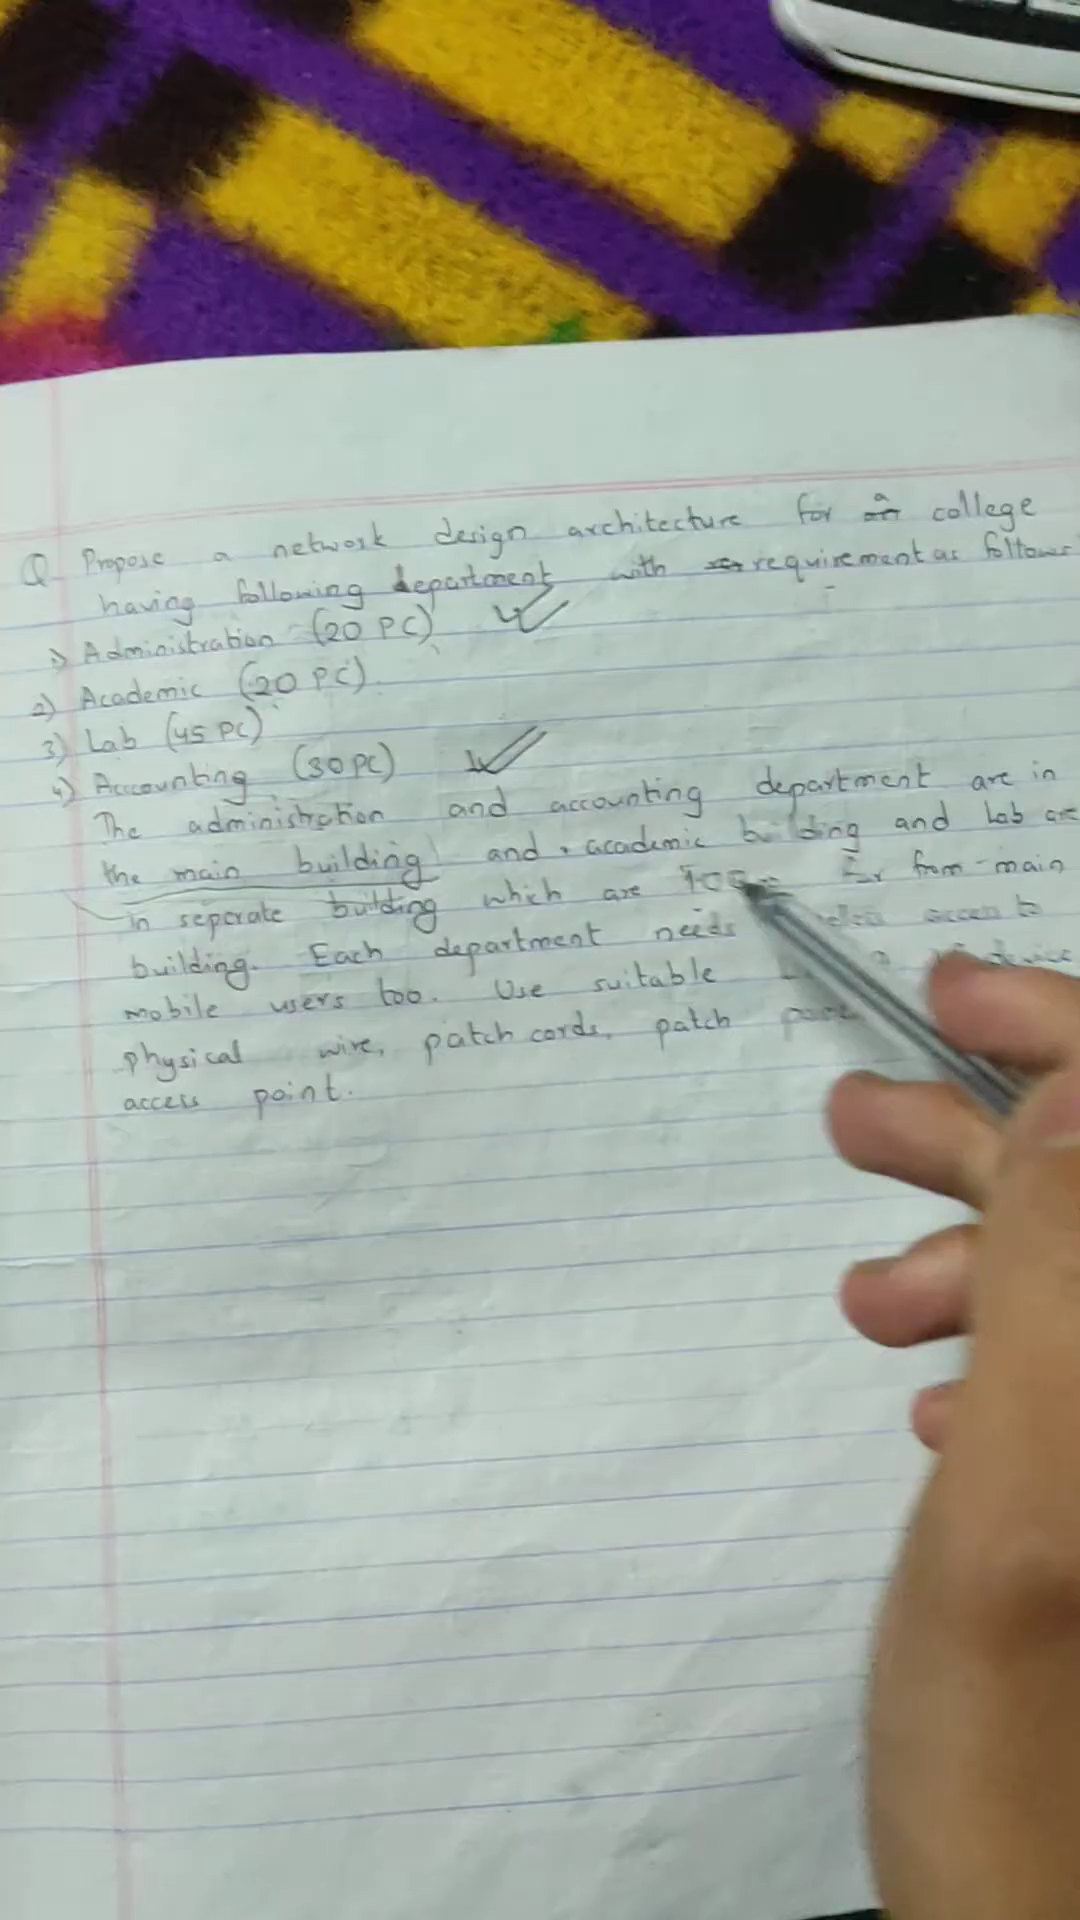 Q. Propose a network design architecture for a college
having following department with requirement as follows
1) Administration (20 PC)
2) Academic (20 PC).
3) Lab (45 PC)
4) Acccounting (30 PC)
The administration and accounting department are in
the main building and academic building and Lab are
in seperate building which are from main
building. Each department needs access to
mobile users too. Use suitable
physical wire, patch cords, patch
access point.